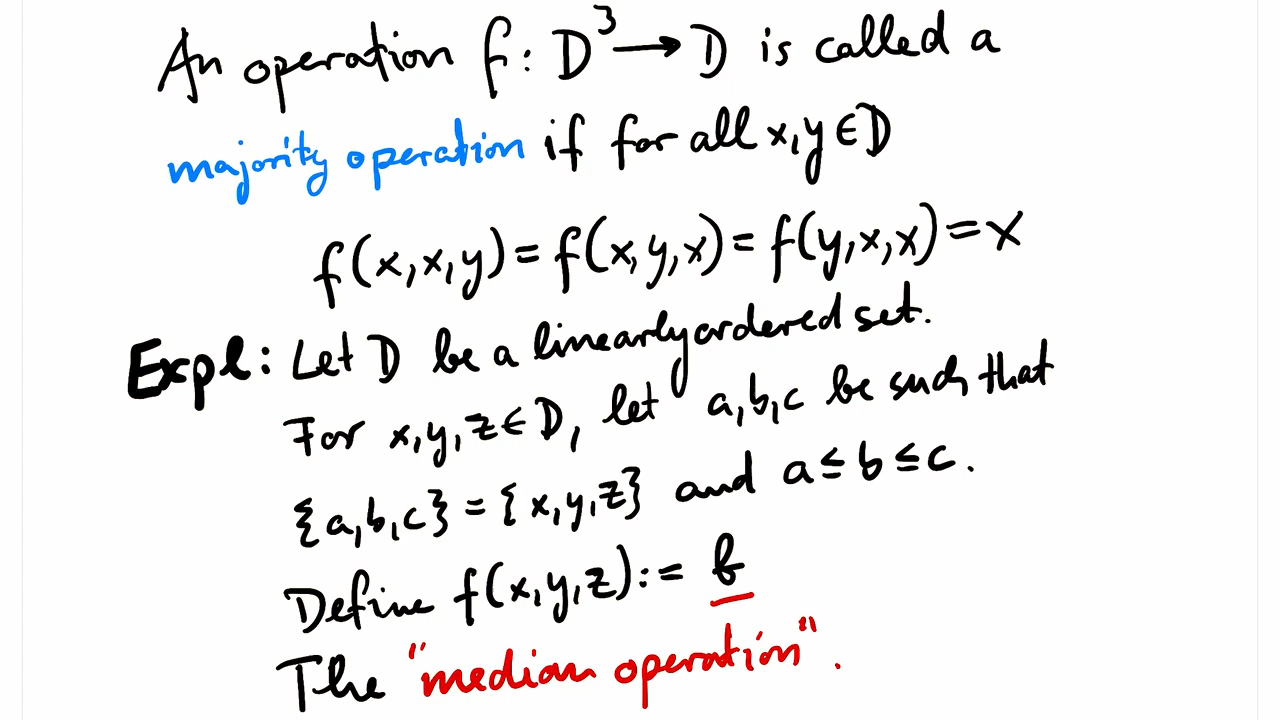 An operation f: D³ → D is called a
majority operation if for all x,y ∈ D
f(x,x,y) = f(x,y,x) = f(y,x,x) = x
Expl: Let D be a linearly ordered set.
For x,y,z ∈ D, let a,b,c be such that
{a,b,c} = {x,y,z} and a ≤ b ≤ c.
Define f(x,y,z) := b
The "median operation".